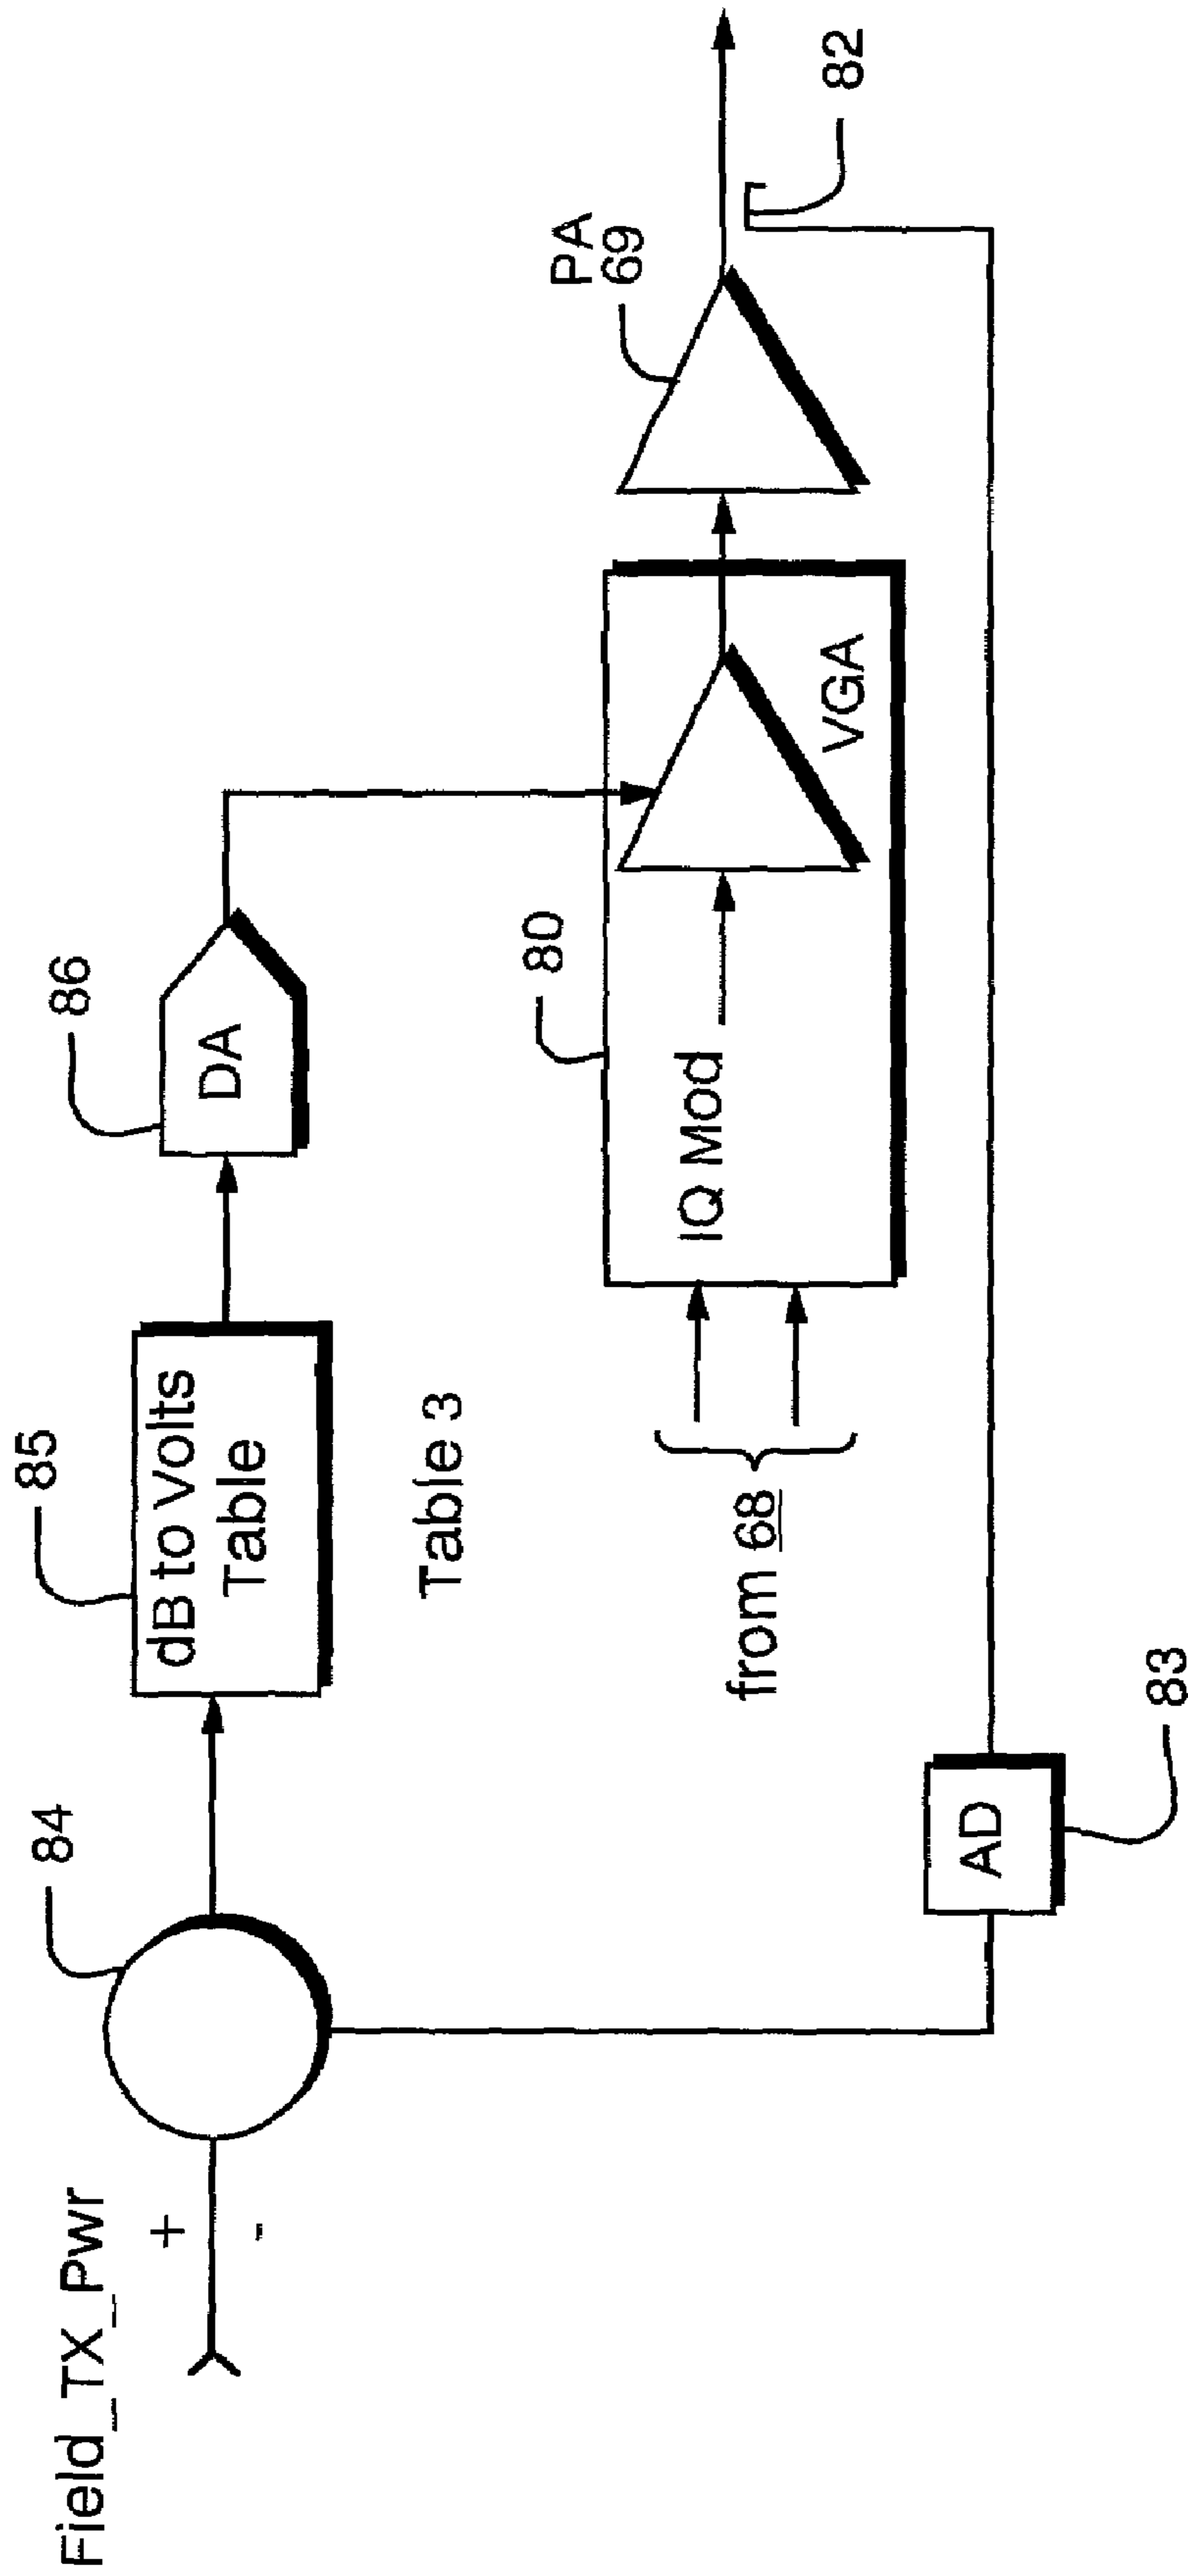 Field_TX_Pwr
+
-
84
85
dB to Volts
Table
Table 3
86
DA
80
IQ Mod
VGA
from 68
PA
69
82
AD
83